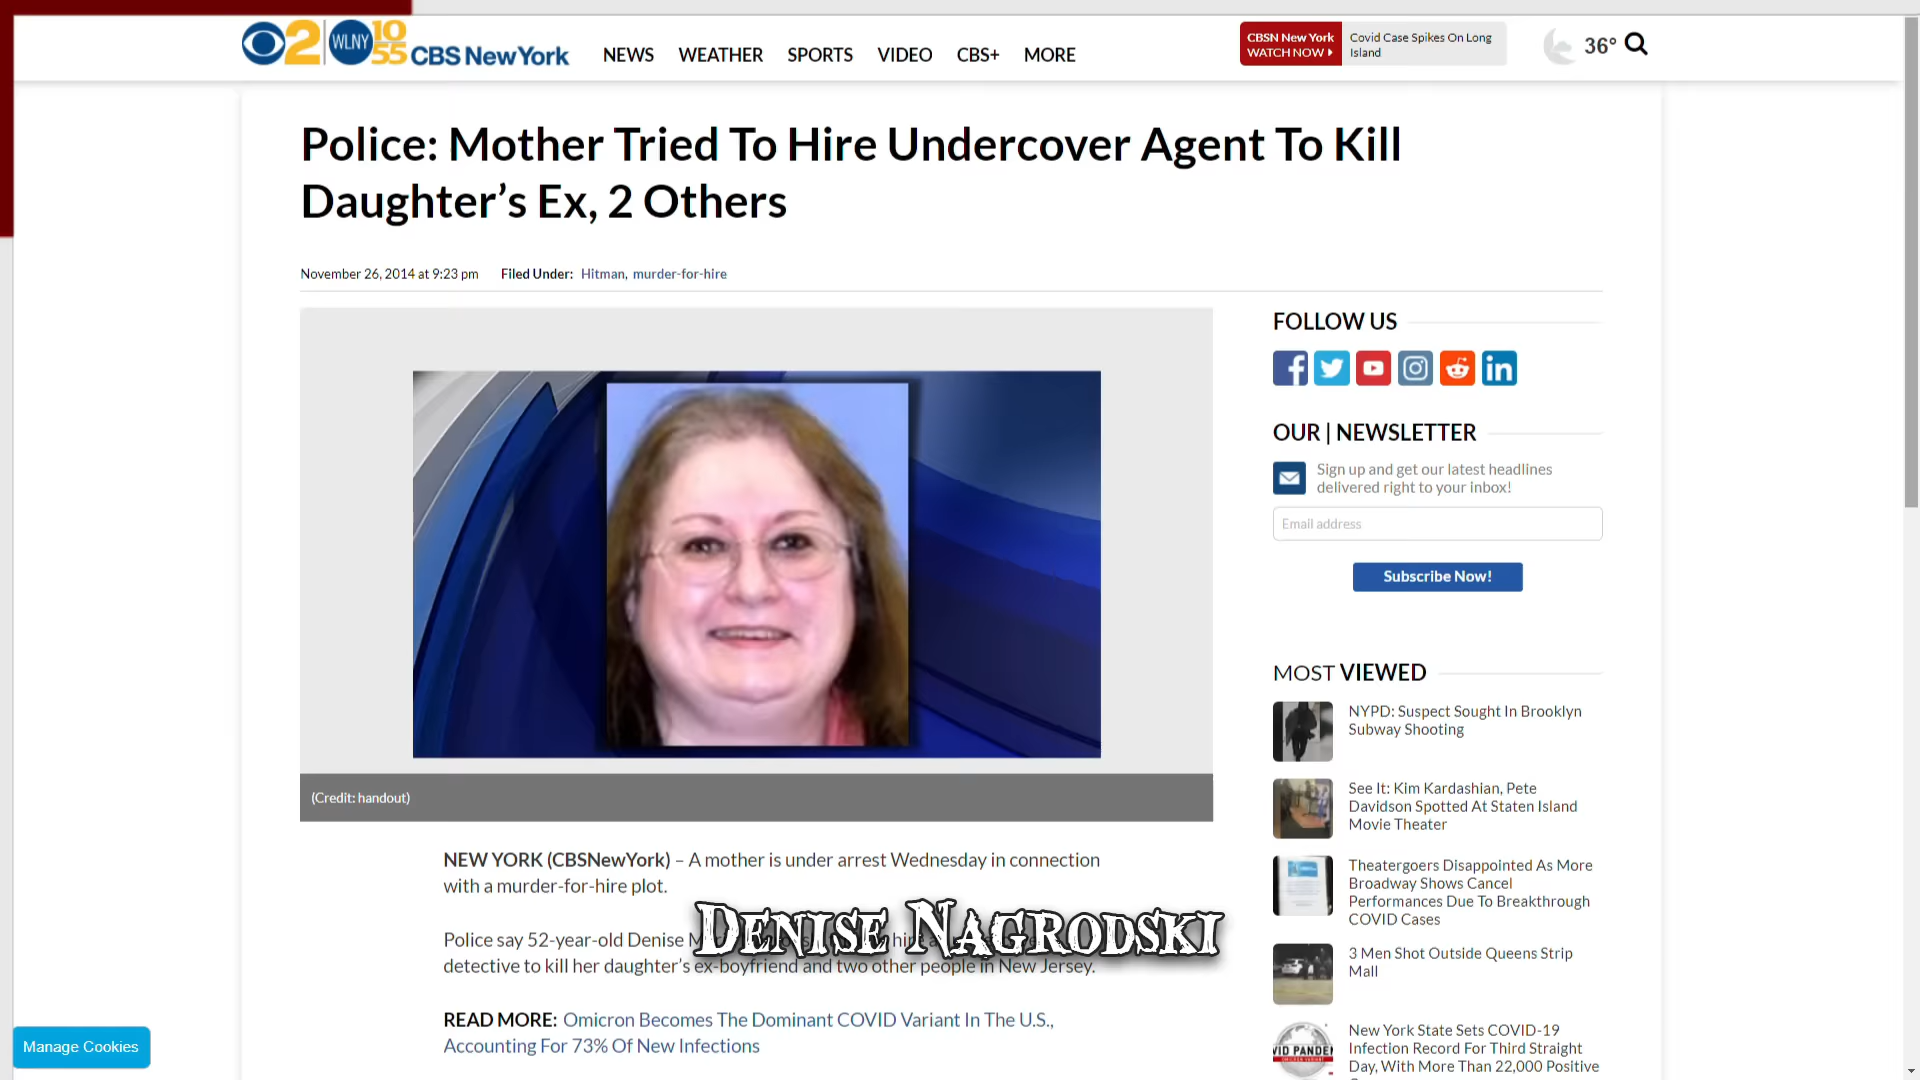 2 WLNY 10 55 CBS New York
NEWS WEATHER SPORTS VIDEO CBS+ MORE
CBSN New York
WATCH NOW
Covid Case Spikes On Long
Island
36°
Police: Mother Tried To Hire Undercover Agent To Kill
Daughter's Ex, 2 Others
November 26, 2014 at 9:23 pm Filed Under: Hitman, murder-for-hire
(Credit: handout)
NEW YORK (CBSNewYork) – A mother is under arrest Wednesday in connection
with a murder-for-hire plot.
Denise Nagrodski
Police say 52-year-old Denise
detective to kill her daughter's ex-boyfriend and two other people in New Jersey.
READ MORE: Omicron Becomes The Dominant COVID Variant In The U.S.,
Accounting For 73% Of New Infections
Manage Cookies
FOLLOW US
OUR | NEWSLETTER
Sign up and get our latest headlines
delivered right to your inbox!
Email address
Subscribe Now!
MOST VIEWED
NYPD: Suspect Sought In Brooklyn
Subway Shooting
See It: Kim Kardashian, Pete
Davidson Spotted At Staten Island
Movie Theater
Theatergoers Disappointed As More
Broadway Shows Cancel
Performances Due To Breakthrough
COVID Cases
3 Men Shot Outside Queens Strip
Mall
New York State Sets COVID-19
Infection Record For Third Straight
Day, With More Than 22,000 Positive